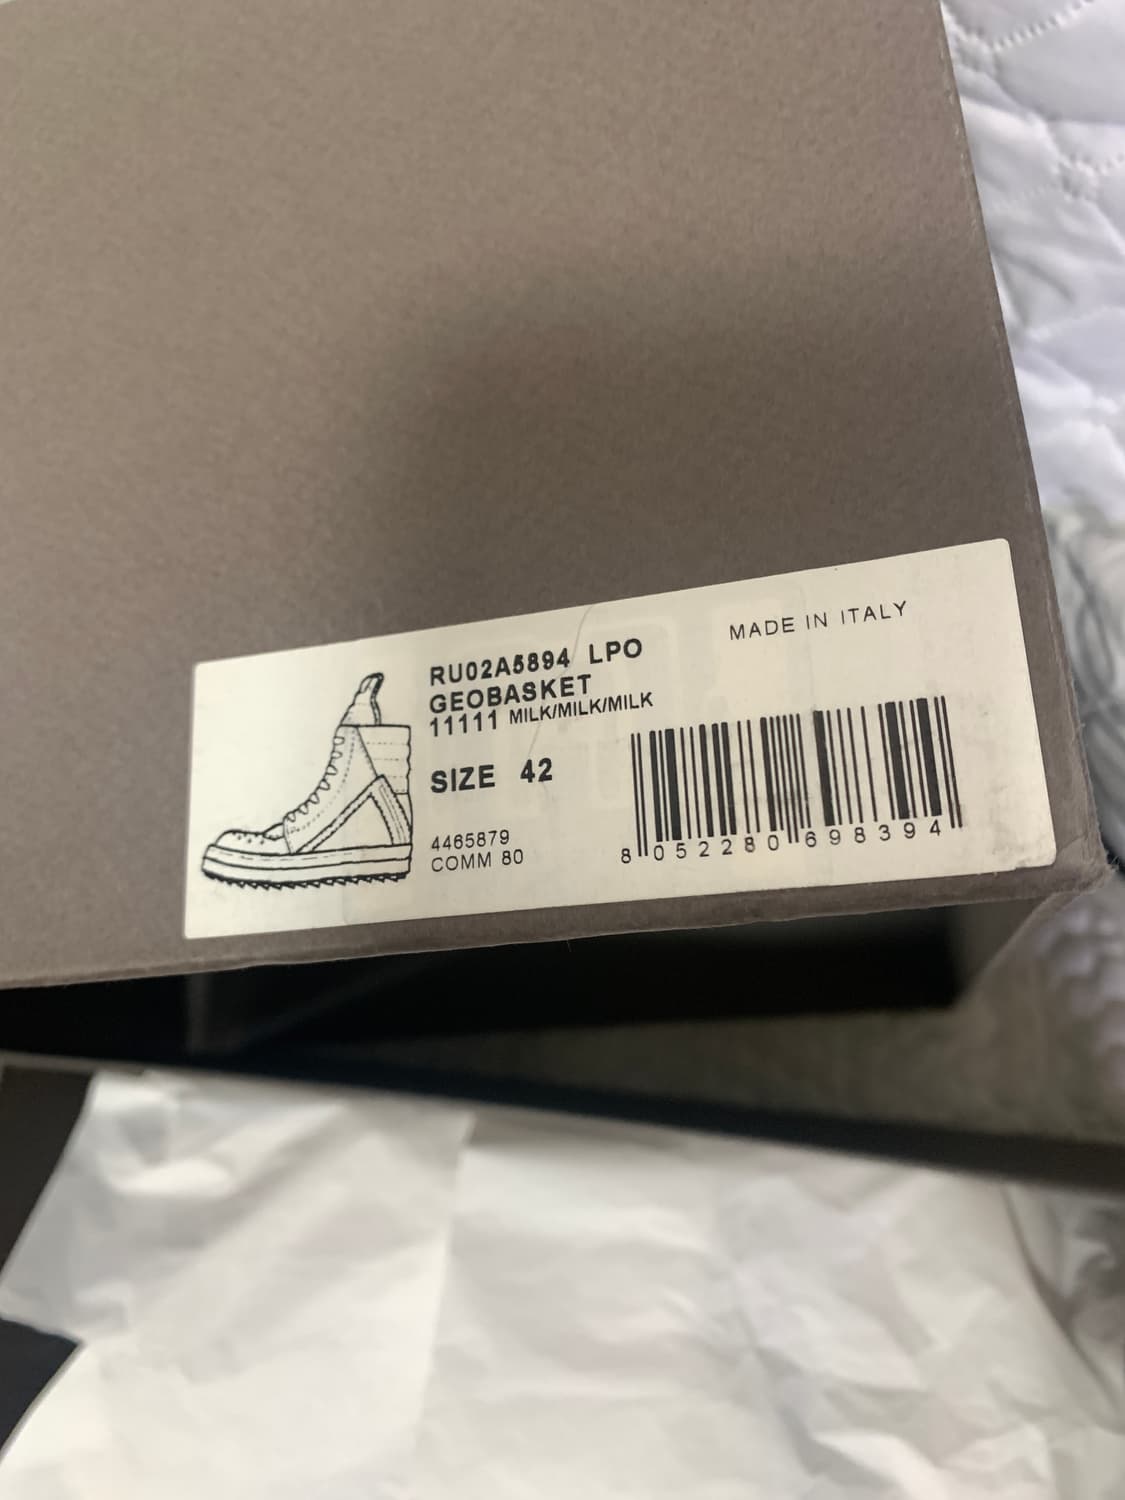 MADE IN ITALY
RU02A5894 LPO
GEOBASKET
11111 MILK/MILK/MILK
SIZE 42
4465879
COMM 80
8 052280 698394